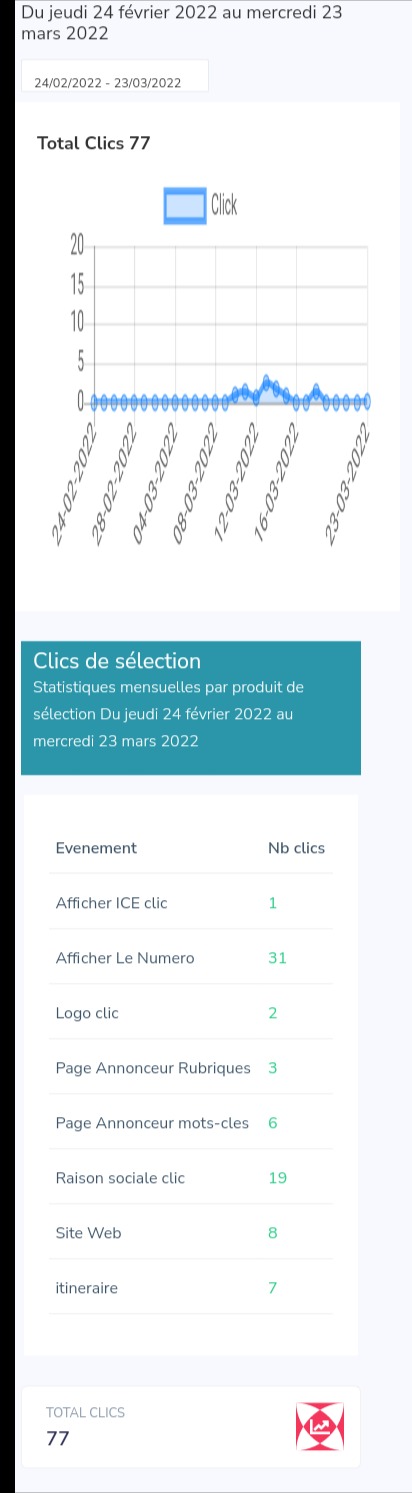 Du jeudi 24 février 2022 au mercredi 23
mars 2022
24/02/2022 - 23/03/2022
Total Clics 77
Click
20
15
10
5
0
24-02-2022
28-02-2022
04-03-2022
08-03-2022
12-03-2022
16-03-2022
23-03-2022
Clics de sélection
Statistiques mensuelles par produit de
sélection Du jeudi 24 février 2022 au
mercredi 23 mars 2022
Evenement Nb clics
Afficher ICE clic 1
Afficher Le Numero 31
Logo clic 2
Page Annonceur Rubriques 3
Page Annonceur mots-cles 6
Raison sociale clic 19
Site Web 8
itineraire 7
TOTAL CLICS
77